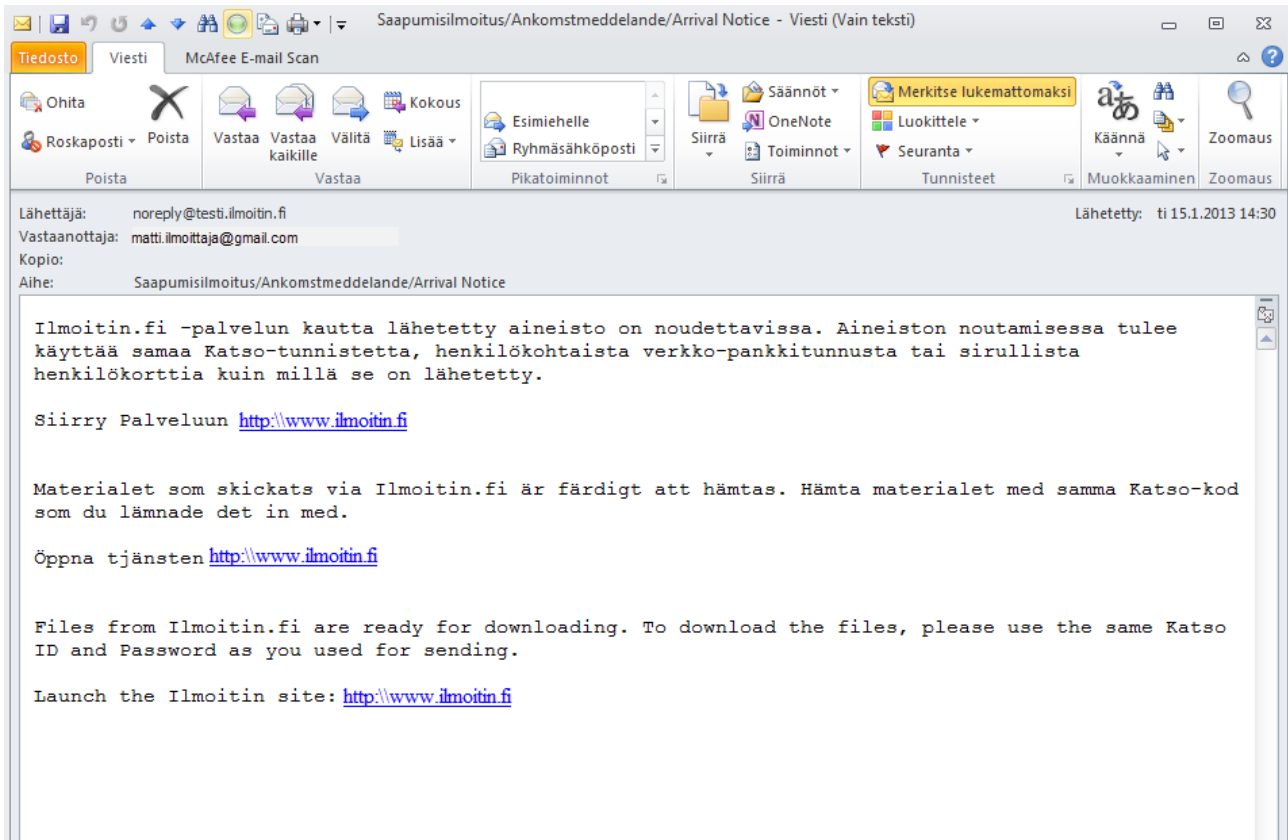 Saapumisilmoitus/Ankomstmeddelande/Arrival Notice - Viesti (Vain teksti)
Tiedosto Viesti McAfee E-mail Scan
Ohita
Roskaposti
Poista
Vastaa
Vastaa kaikille
Välitä
Kokous
Lisää
Esimiehelle
Ryhmäsähköposti
Siirrä
Säännöt
OneNote
Toiminnot
Merkitse lukemattomaksi
Luokittele
Seuranta
Käännä
Zoomaus
Poista Vastaa Pikatoiminnot Siirrä Tunnisteet Muokkaaminen Zoomaus
Lähettäjä: noreply@testi.ilmoitin.fi Lähetetty: ti 15.1.2013 14:30
Vastaanottaja: matti.ilmoittaja@gmail.com
Kopio:
Aihe: Saapumisilmoitus/Ankomstmeddelande/Arrival Notice
Ilmoitin.fi -palvelun kautta lähetetty aineisto on noudettavissa. Aineiston noutamisessa tulee
käyttää samaa Katso-tunnistetta, henkilökohtaista verkko-pankkitunnusta tai sirullista
henkilökorttia kuin millä se on lähetetty.
Siirry Palveluun http:\\www.ilmoitin.fi
Materialet som skickats via Ilmoitin.fi är färdigt att hämtas. Hämta materialet med samma Katso-kod
som du lämnade det in med.
Öppna tjänsten http:\\www.ilmoitin.fi
Files from Ilmoitin.fi are ready for downloading. To download the files, please use the same Katso
ID and Password as you used for sending.
Launch the Ilmoitin site: http:\\www.ilmoitin.fi